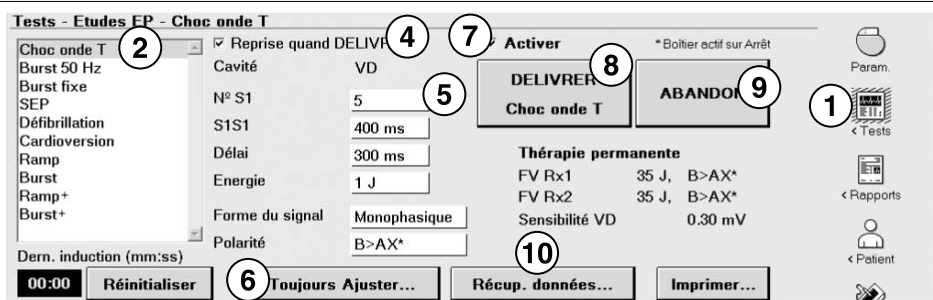 Tests - Etudes EP - Choc onde T
Choc onde T
Burst 50 Hz
Burst fixe
SEP
Défibrillation
Cardioversion
Ramp
Burst
Ramp+
Burst+
Dern. induction (mm:ss)
00:00 Réinitialiser
2
Reprise quand DELIVR
4
Cavité VD
Nº S1 5
5
S1S1 400 ms
Délai 300 ms
Energie 1 J
Forme du signal Monophasique
Polarité B>AX*
6
Toujours Ajuster...
7
Activer
*Boîtier actif sur Arrêt
DELIVRER
Choc onde T
8
ABANDON
9
Thérapie permanente
FV Rx1 35 J, B>AX*
FV Rx2 35 J, B>AX*
Sensibilité VD 0.30 mV
10
Récup. données...
Imprimer...
Param.
1
< Tests
< Rapports
< Patient